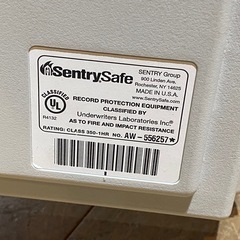 SentrySafe
SENTRY Group
900 Linden Ave.
Rochester, NY 14625
MADE IN U.S.A.
www.sentrysafe.com
CLASSIFIED
UL
R4132
RECORD PROTECTION EQUIPMENT
CLASSIFIED BY
Underwriters Laboratories Inc®
AS TO FIRE AND IMPACT RESISTANCE
RATING: CLASS 350-1HR NO. AW-556257★